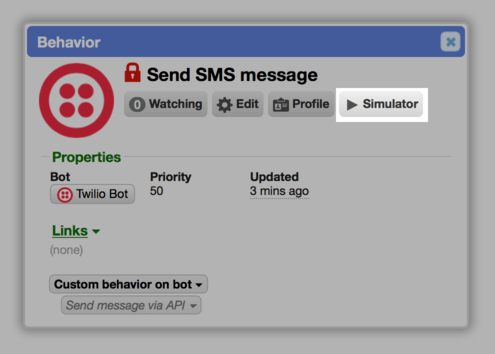 Behavior
Send SMS message
0 Watching Edit Profile Simulator
Properties
Bot Priority Updated
Twilio Bot 50 3 mins ago
Links
(none)
Custom behavior on bot
Send message via API